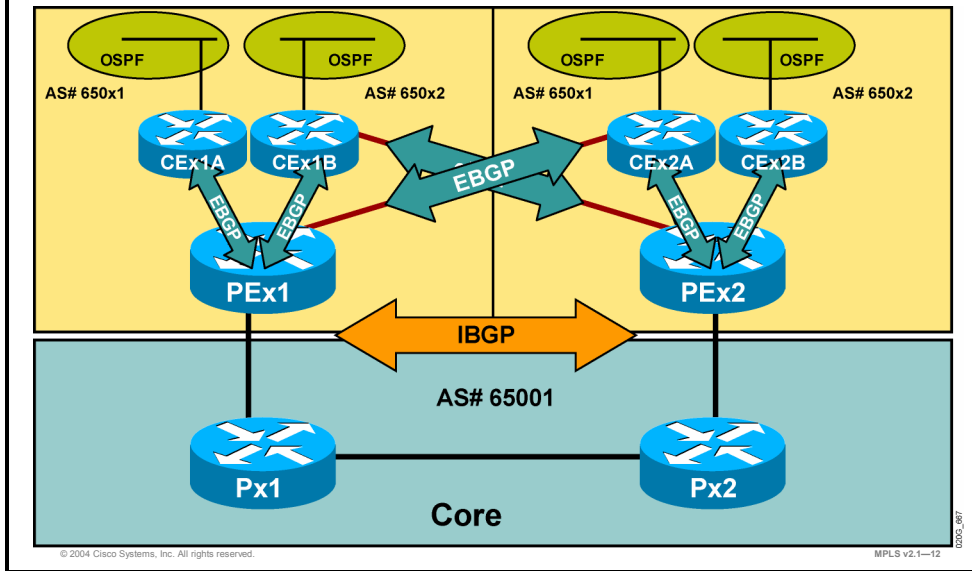 OSPF
OSPF
OSPF
OSPF
AS# 650x1
AS# 650x2
AS# 650x1
AS# 650x2
CEx1A
CEx1B
CEx2A
CEx2B
EBGP
EBGP
EBGP
EBGP
EBGP
PEx1
PEx2
IBGP
AS# 65001
Px1
Px2
Core
© 2004 Cisco Systems, Inc. All rights reserved.
MPLS v2.1—12
020G_667